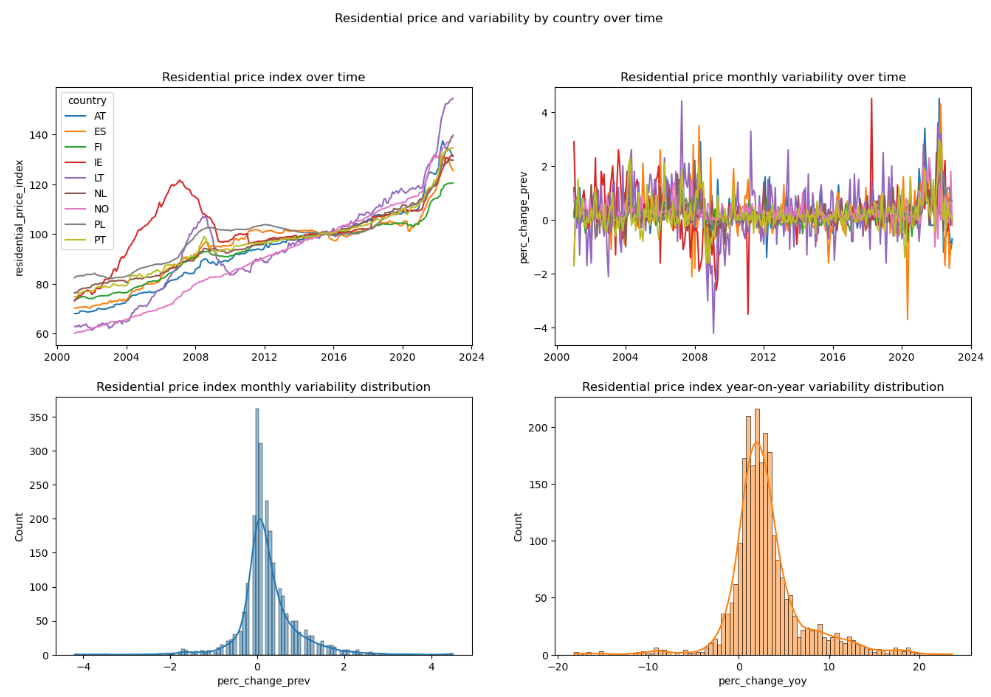 Residential price and variability by country over time
Residential price index over time
residential_price_index
140
120
100
80
60
country
AT
ES
FI
IE
LT
NL
NO
PL
PT
2000 2004 2008 2012 2016 2020 2024
Residential price monthly variability over time
perc_change_prev
4
2
0
−2
−4
2000 2004 2008 2012 2016 2020 2024
Residential price index monthly variability distribution
Count
350
300
250
200
150
100
50
0
−4 −2 0 2 4
perc_change_prev
Residential price index year-on-year variability distribution
Count
200
150
100
50
0
−20 −10 0 10 20
perc_change_yoy